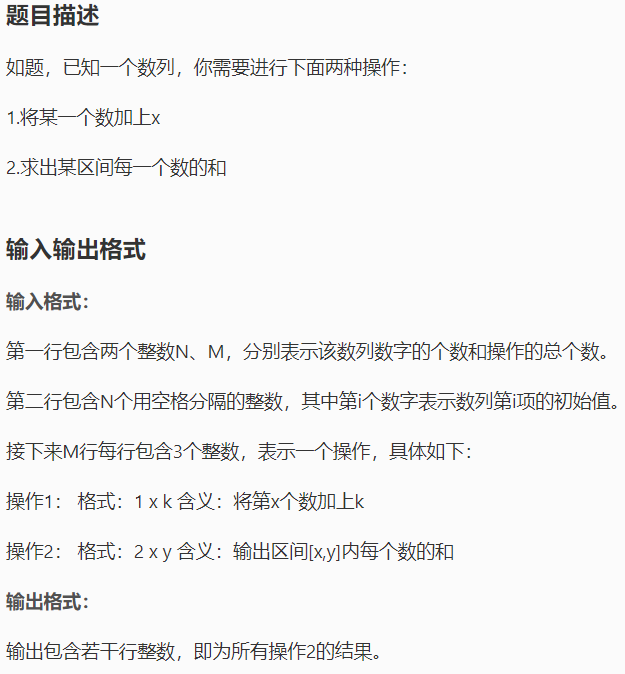 题目描述
如题，已知一个数列，你需要进行下面两种操作：
1.将某一个数加上x
2.求出某区间每一个数的和
输入输出格式
输入格式：
第一行包含两个整数N、M，分别表示该数列数字的个数和操作的总个数。
第二行包含N个用空格分隔的整数，其中第i个数字表示数列第i项的初始值。
接下来M行每行包含3个整数，表示一个操作，具体如下：
操作1： 格式：1 x k 含义：将第x个数加上k
操作2： 格式：2 x y 含义：输出区间[x,y]内每个数的和
输出格式：
输出包含若干行整数，即为所有操作2的结果。